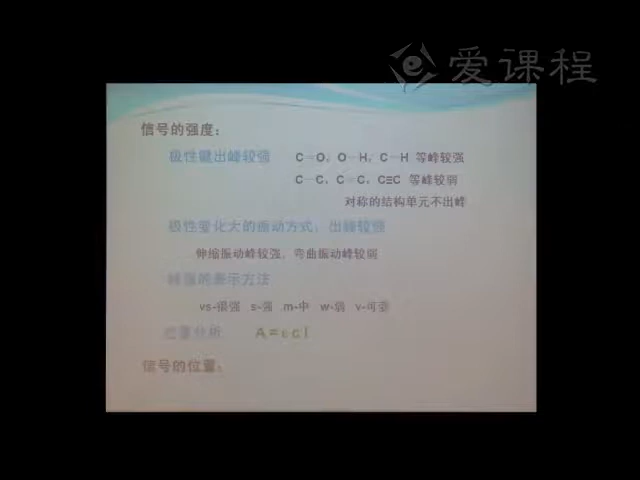 爱课程
信号的强度：
极性键出峰较强 C=O、O—H、C—H 等峰较强
C—C、C=C、C≡C 等峰较弱
对称的结构单元不出峰
极性变化大的振动方式，出峰较强
伸缩振动峰较强，弯曲振动峰较弱
峰强的表示方法
vs-很强 s-强 m-中 w-弱 v-可变
定量分析 A=εcl
信号的位置：